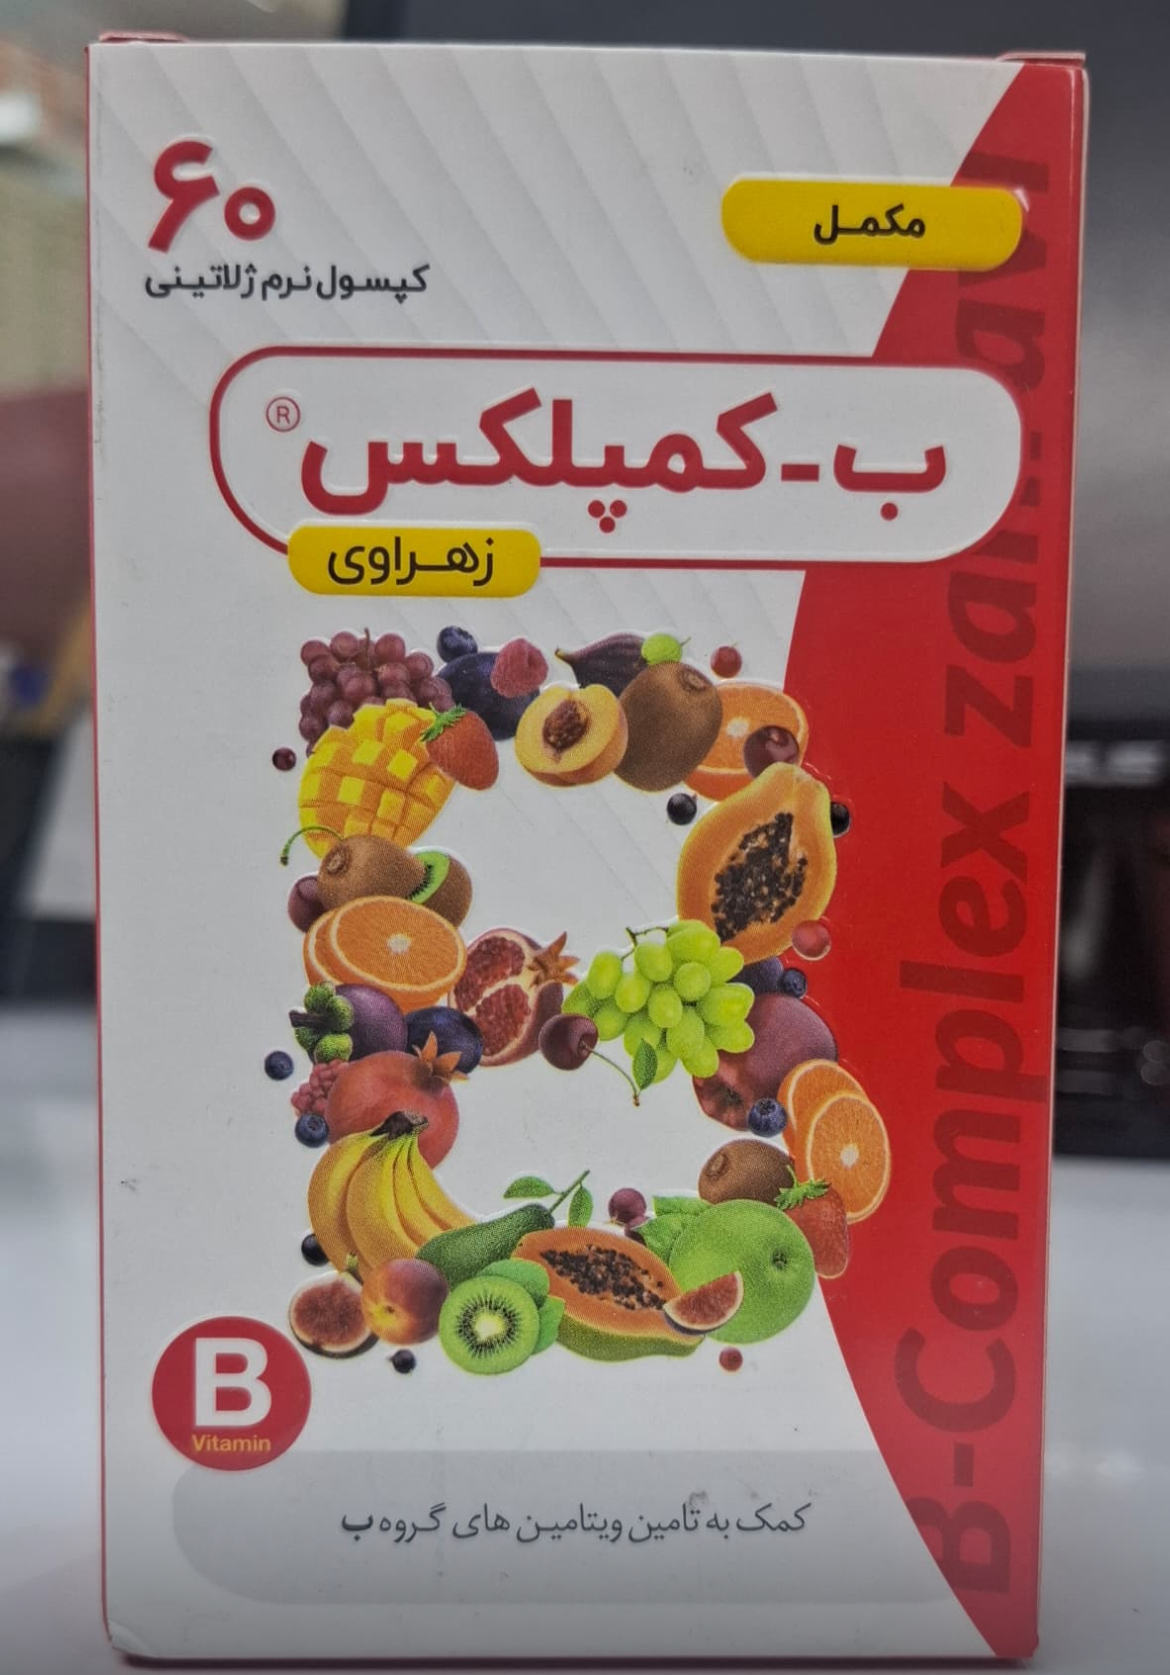 ۶۰
کپسول نرم ژلاتینی
مکمل
ب-کمپلکس®
زهراوی
B-Complex zahravi
B
Vitamin
کمک به تامین ویتامین های گروه ب